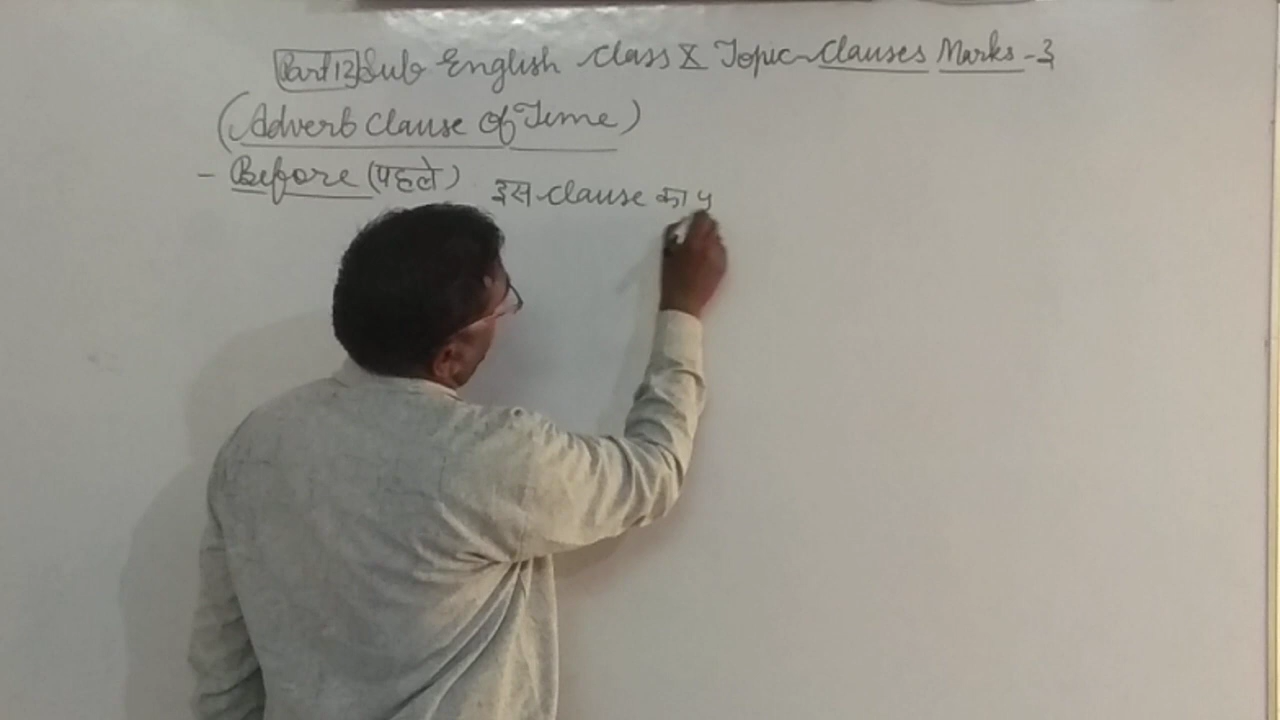 Part 12 Sub English Class X Topic - Clauses Marks - 3
(Adverb Clause Of Time)
- Before (पहले) इस clause का प